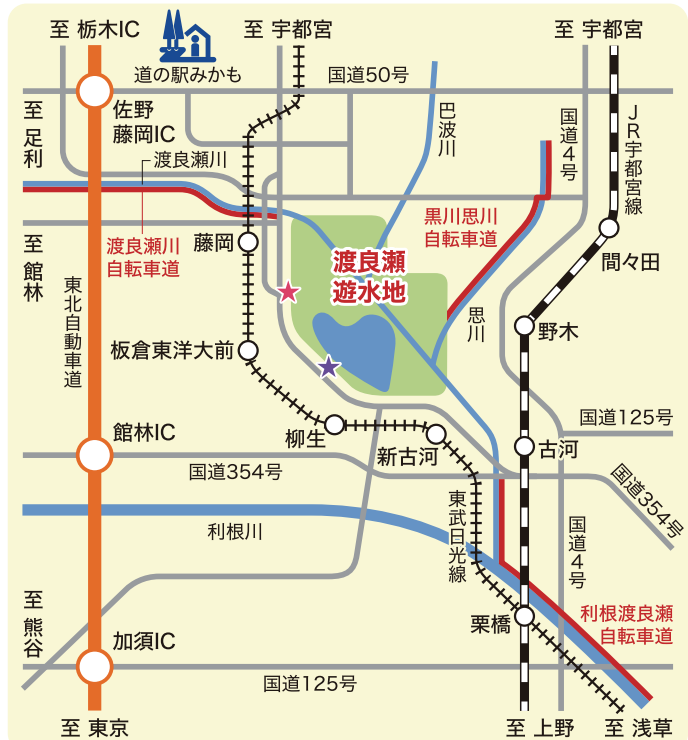 至 栃木IC
至 宇都宮
至 宇都宮
道の駅みかも
国道50号
至 足利
佐野
藤岡IC
渡良瀬川
巴波川
国道4号
JR宇都宮線
渡良瀬川
自転車道
黒川思川
自転車道
至 館林
藤岡
渡良瀬
遊水地
間々田
東北自動車道
思川
野木
板倉東洋大前
館林IC
柳生
新古河
国道125号
古河
国道354号
国道354号
東武日光線
利根川
国道4号
至 熊谷
栗橋
利根渡良瀬
自転車道
加須IC
国道125号
至 東京
至 上野
至 浅草